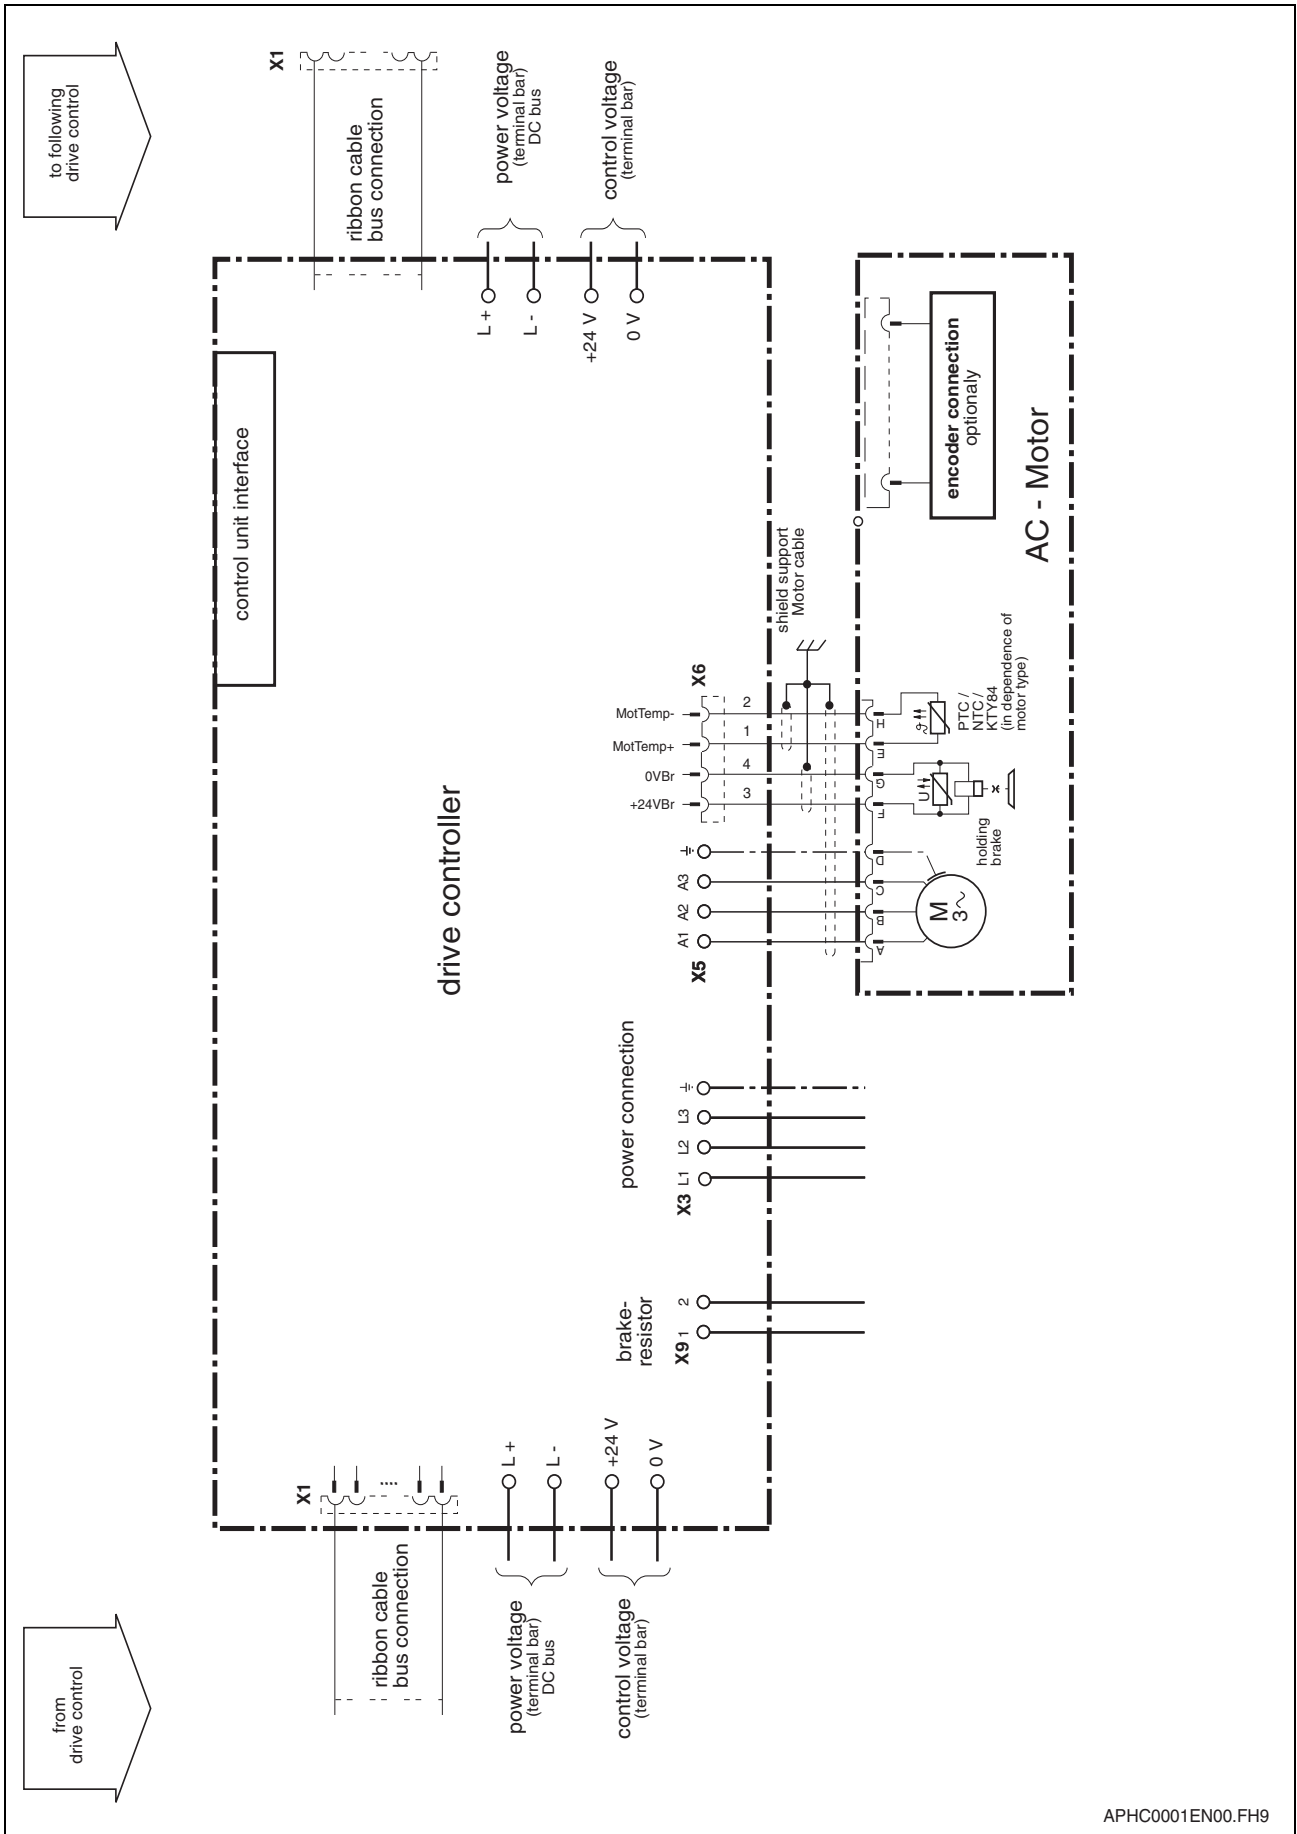 from
drive control
to following
drive control
X1
ribbon cable
bus connection
X1
ribbon cable
bus connection
control unit interface
power voltage
(terminal bar)
DC bus
L +
L -
control voltage
(terminal bar)
+24 V
0 V
L +
L -
power voltage
(terminal bar)
DC bus
+24 V
0 V
control voltage
(terminal bar)
drive controller
brake-
resistor
X9
1
2
power connection
X3
L1
L2
L3
X5
A1
A2
A3
+24VBr
0VBr
MotTemp+
MotTemp-
X6
3
4
1
2
shield support
Motor cable
A
B
C
D
F
G
E
H
M
3~
holding
brake
U
ϑ
PTC /
NTC /
KTY84
(in dependence of
motor type)
encoder connection
optionaly
AC - Motor
APHC0001EN00.FH9